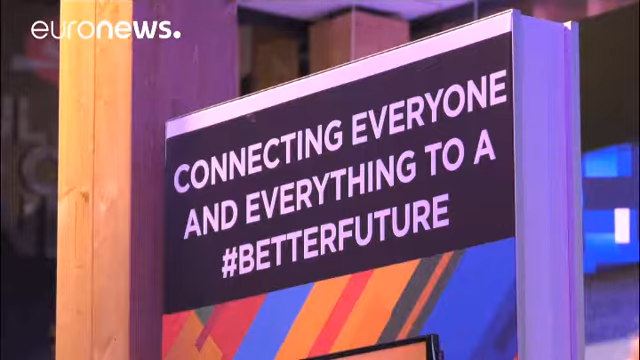 euronews.
CONNECTING EVERYONE
AND EVERYTHING TO A
#BETTERFUTURE